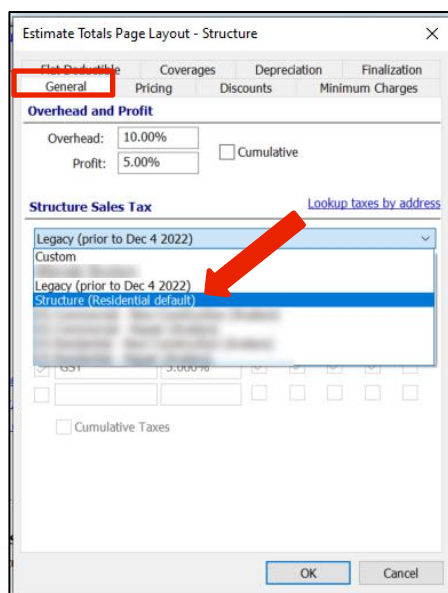 Estimate Totals Page Layout - Structure
Flat Deductible Coverages Depreciation Finalization
General Pricing Discounts Minimum Charges
Overhead and Profit
Overhead: 10.00%
Profit: 5.00%
Cumulative
Structure Sales Tax Lookup taxes by address
Legacy (prior to Dec 4 2022)
Custom
Legacy (prior to Dec 4 2022)
Structure (Residential default)
GST 5.000%
Cumulative Taxes
OK Cancel